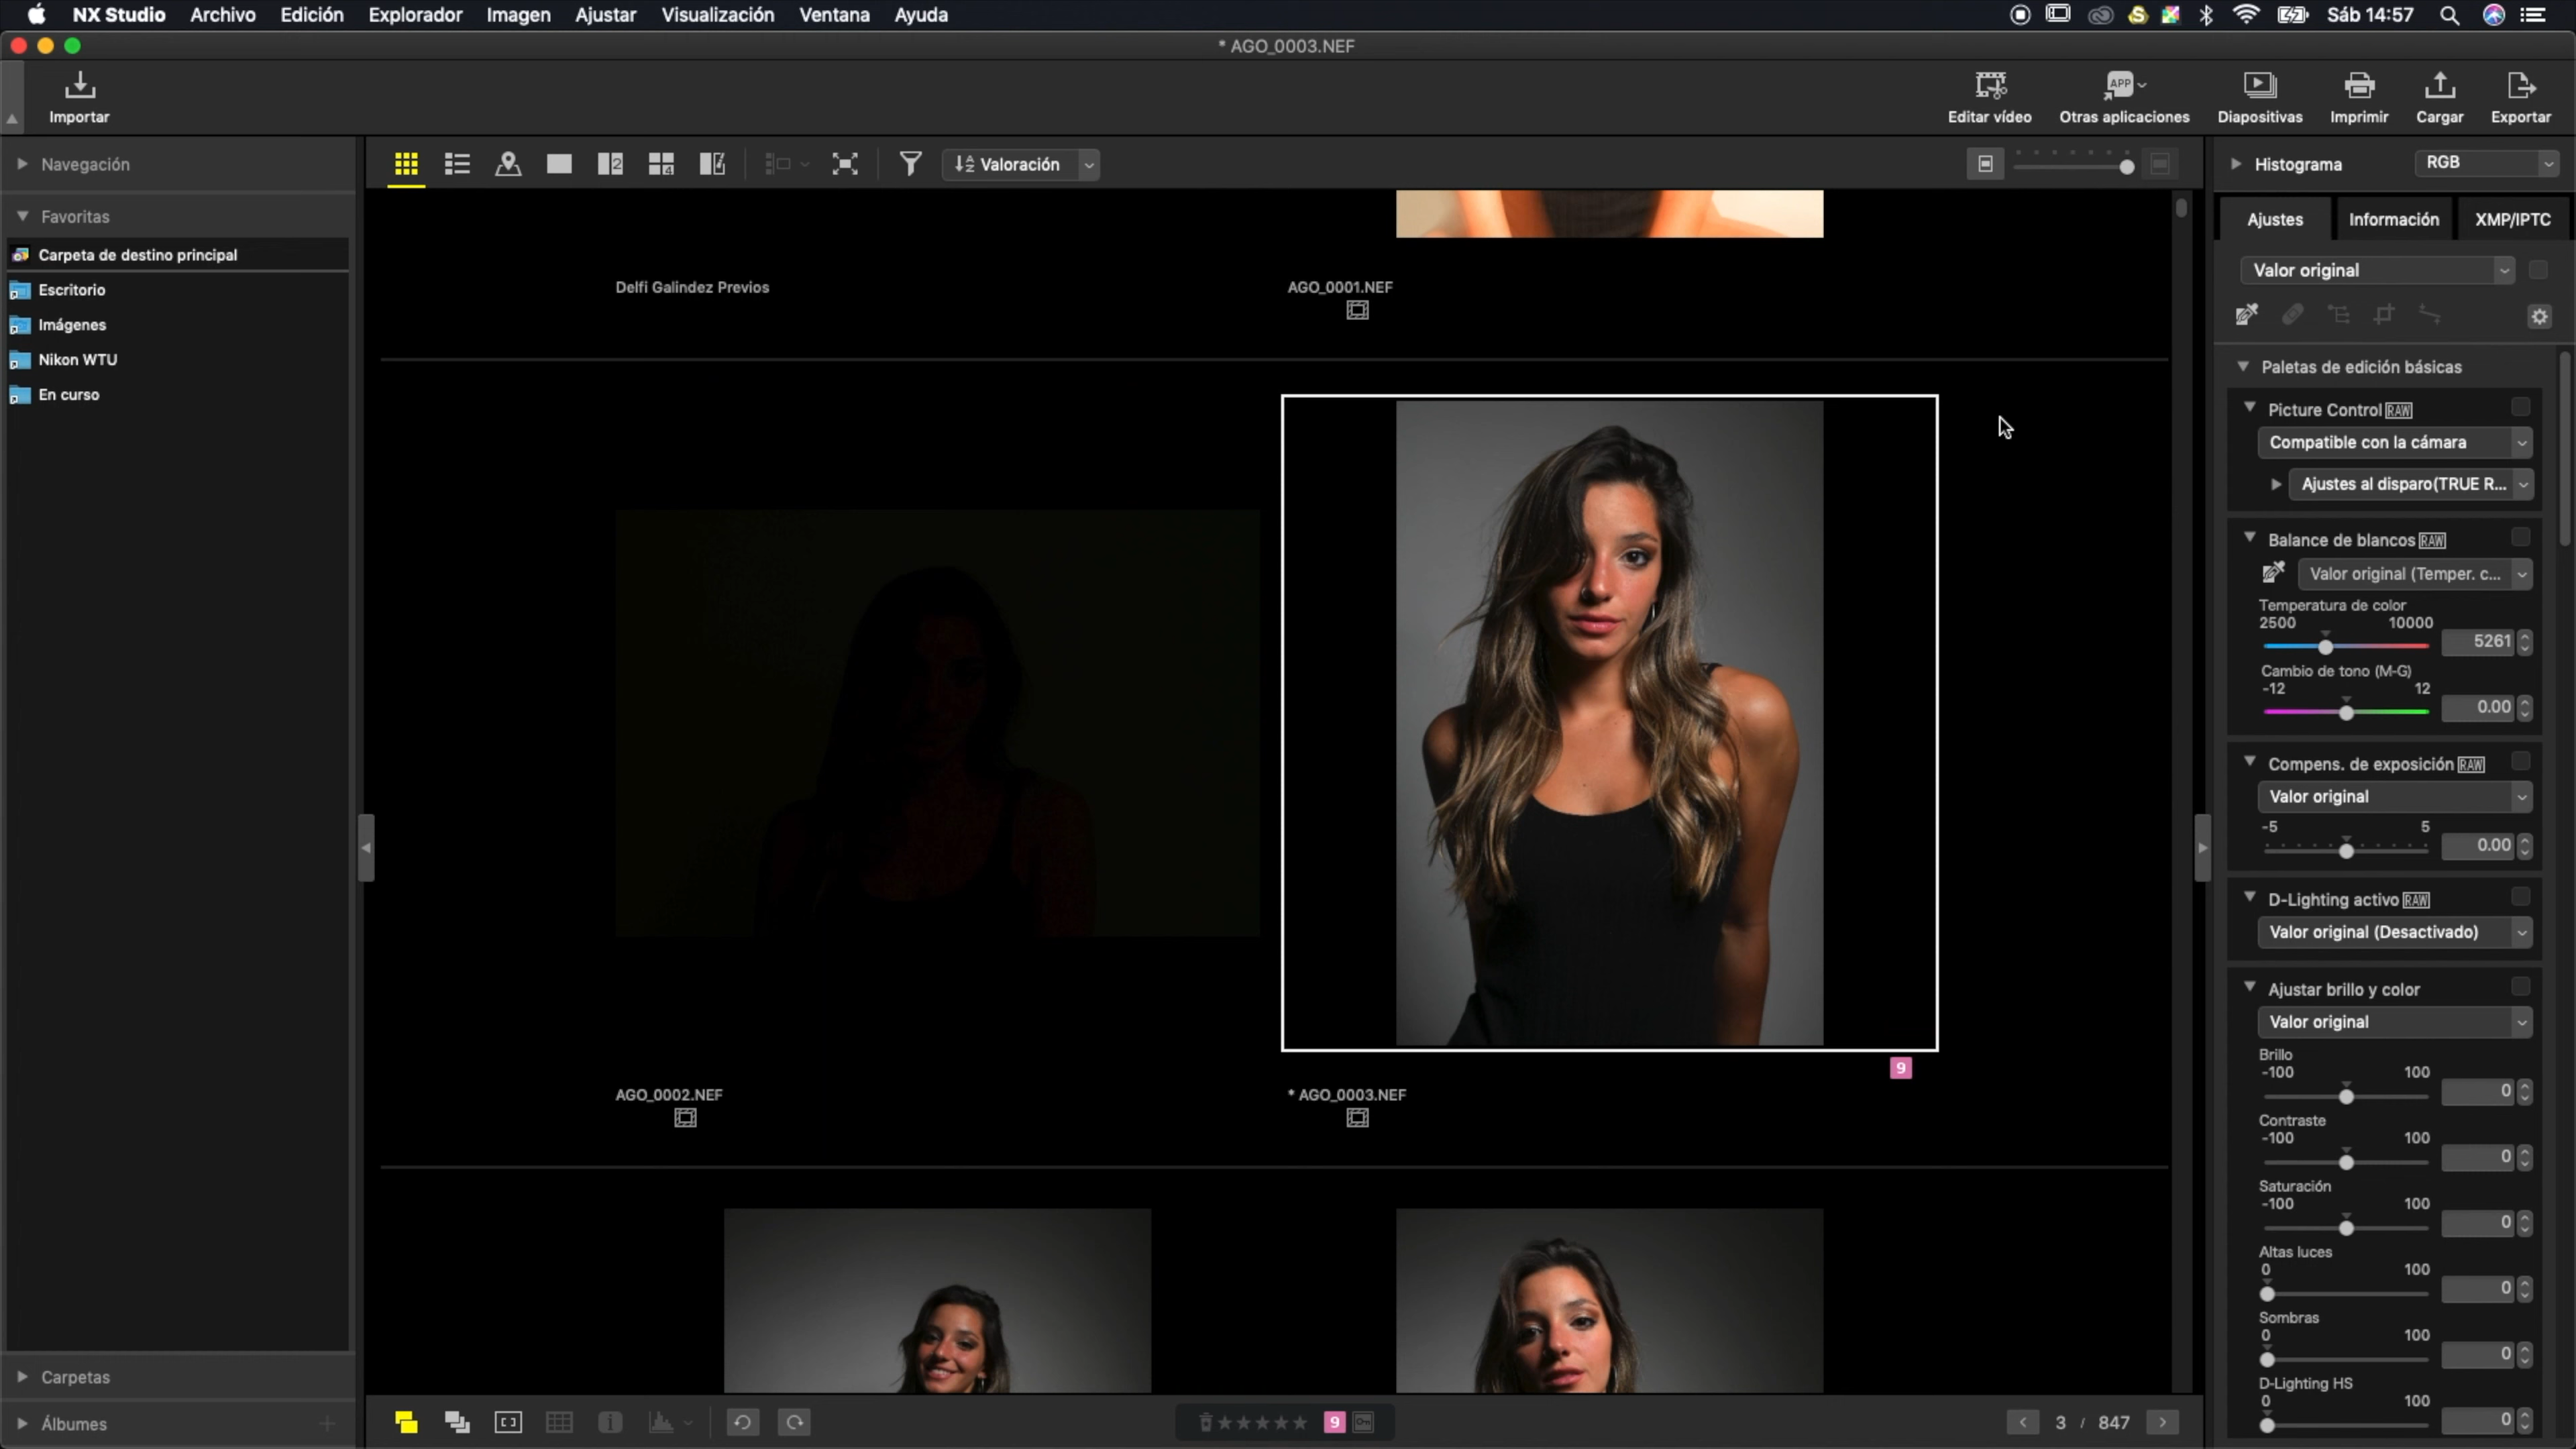 NX Studio Archivo Edición Explorador Imagen Ajustar Visualización Ventana Ayuda Sáb 14:57
* AGO_0003.NEF
Importar
Editar vídeo
APP
Otras aplicaciones
Diapositivas
Imprimir
Cargar
Exportar
Navegación
Favoritas
Carpeta de destino principal
Escritorio
Imágenes
Nikon WTU
En curso
Carpetas
Álbumes
2
4
Valoración
Delfi Galindez Previos
AGO_0001.NEF
AGO_0002.NEF
9
* AGO_0003.NEF
9
3 / 847
Histograma RGB
Ajustes Información XMP/IPTC
Valor original
Paletas de edición básicas
Picture Control RAW
Compatible con la cámara
Ajustes al disparo(TRUE R...
Balance de blancos RAW
Valor original (Temper. c...
Temperatura de color
2500 10000
5261
Cambio de tono (M-G)
-12 12
0.00
Compens. de exposición RAW
Valor original
-5 5
0.00
D-Lighting activo RAW
Valor original (Desactivado)
Ajustar brillo y color
Valor original
Brillo
-100 100
0
Contraste
-100 100
0
Saturación
-100 100
0
Altas luces
0 100
0
Sombras
0 100
0
D-Lighting HS
0 100
0